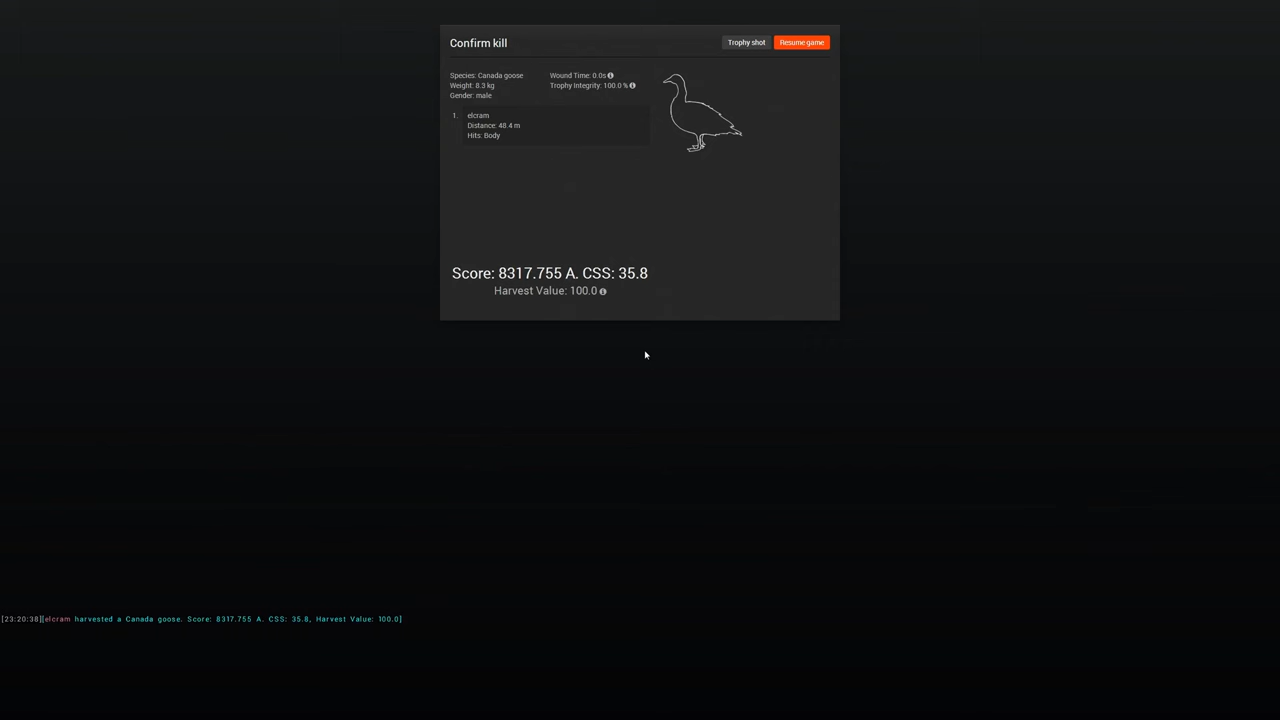 Confirm kill
Trophy shot
Resume game
Species: Canada goose
Weight: 8.3 kg
Gender: male
Wound Time: 0.0s
Trophy Integrity: 100.0 %
1. elcram
Distance: 48.4 m
Hits: Body
Score: 8317.755 A. CSS: 35.8
Harvest Value: 100.0
[23:20:38][elcram harvested a Canada goose. Score: 8317.755 A. CSS: 35.8, Harvest Value: 100.0]